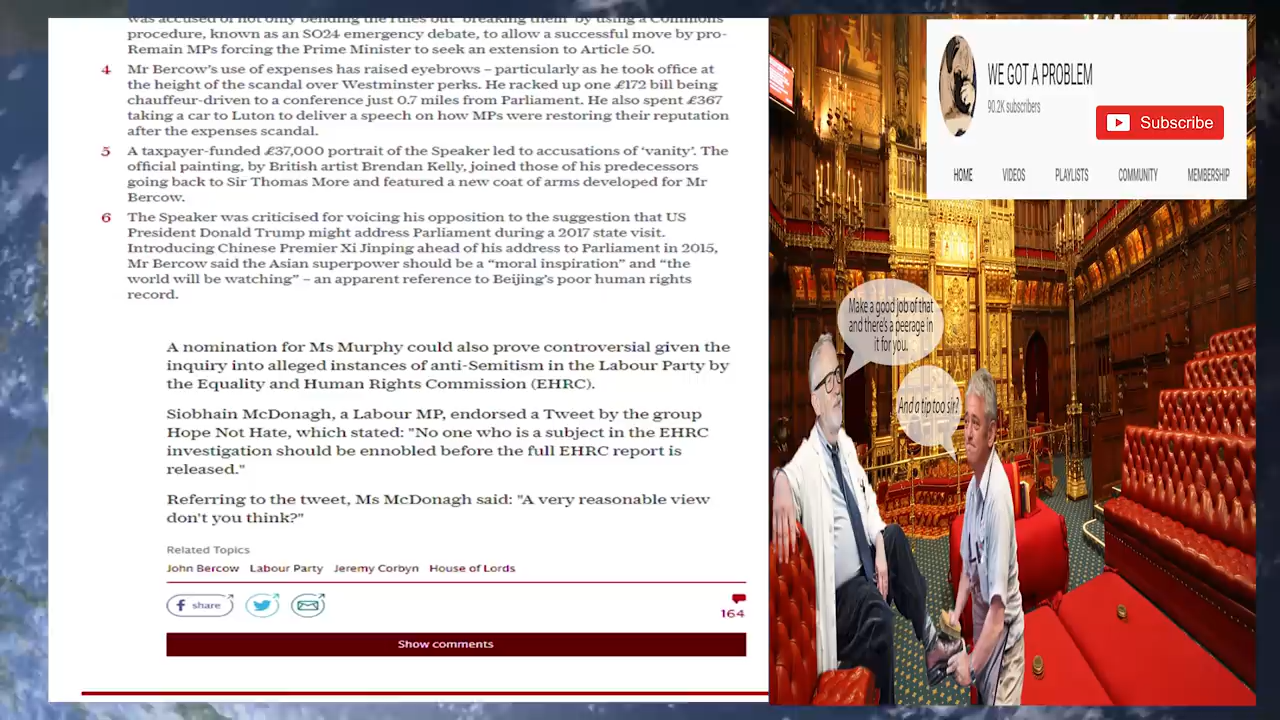 was accused of not only bending the rules but 'breaking them' by using a Commons
procedure, known as an SO24 emergency debate, to allow a successful move by pro-
Remain MPs forcing the Prime Minister to seek an extension to Article 50.
4 Mr Bercow's use of expenses has raised eyebrows – particularly as he took office at
the height of the scandal over Westminster perks. He racked up one £172 bill being
chauffeur-driven to a conference just 0.7 miles from Parliament. He also spent £367
taking a car to Luton to deliver a speech on how MPs were restoring their reputation
after the expenses scandal.
5 A taxpayer-funded £37,000 portrait of the Speaker led to accusations of 'vanity'. The
official painting, by British artist Brendan Kelly, joined those of his predecessors
going back to Sir Thomas More and featured a new coat of arms developed for Mr
Bercow.
6 The Speaker was criticised for voicing his opposition to the suggestion that US
President Donald Trump might address Parliament during a 2017 state visit.
Introducing Chinese Premier Xi Jinping ahead of his address to Parliament in 2015,
Mr Bercow said the Asian superpower should be a "moral inspiration" and "the
world will be watching" – an apparent reference to Beijing's poor human rights
record.
A nomination for Ms Murphy could also prove controversial given the
inquiry into alleged instances of anti-Semitism in the Labour Party by
the Equality and Human Rights Commission (EHRC).
Siobhain McDonagh, a Labour MP, endorsed a Tweet by the group
Hope Not Hate, which stated: "No one who is a subject in the EHRC
investigation should be ennobled before the full EHRC report is
released."
Referring to the tweet, Ms McDonagh said: "A very reasonable view
don't you think?"
Related Topics
John Bercow Labour Party Jeremy Corbyn House of Lords
share
164
Show comments
WE GOT A PROBLEM
90.2K subscribers
Subscribe
HOME VIDEOS PLAYLISTS COMMUNITY MEMBERSHIP
Make a good job of that
and there's a peerage in
it for you.
And a tip too sir?